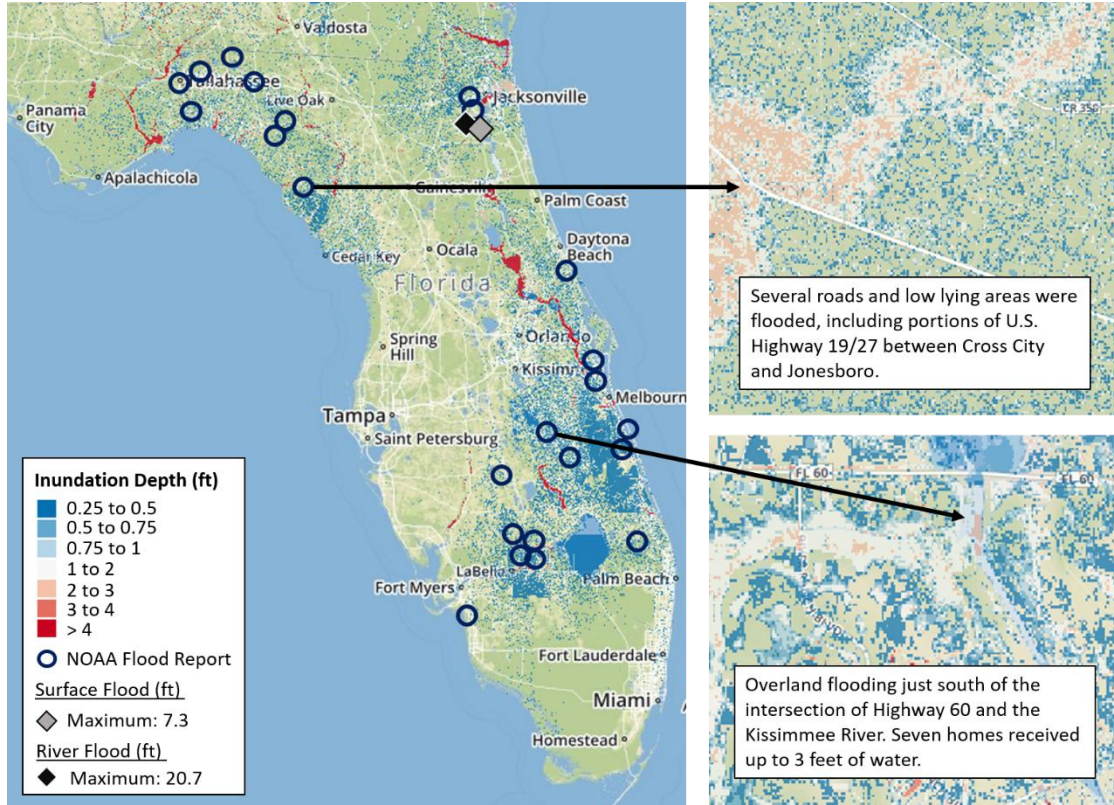 Valdosta
Tallahassee
Panama
City
Live Oak
Jacksonville
Apalachicola
Gainesville
Palm Coast
Cedar Key
Ocala
Daytona
Beach
Florida
Orlando
Spring
Hill
Kissimm
Melbourn
Tampa
Saint Petersburg
LaBelle
Fort Myers
Palm Beach
Fort Lauderdale
Miami
Homestead
Inundation Depth (ft)
0.25 to 0.5
0.5 to 0.75
0.75 to 1
1 to 2
2 to 3
3 to 4
> 4
NOAA Flood Report
Surface Flood (ft)
Maximum: 7.3
River Flood (ft)
Maximum: 20.7
Several roads and low lying areas were
flooded, including portions of U.S.
Highway 19/27 between Cross City
and Jonesboro.
FL 60
FL 60
Overland flooding just south of the
intersection of Highway 60 and the
Kissimmee River. Seven homes received
up to 3 feet of water.